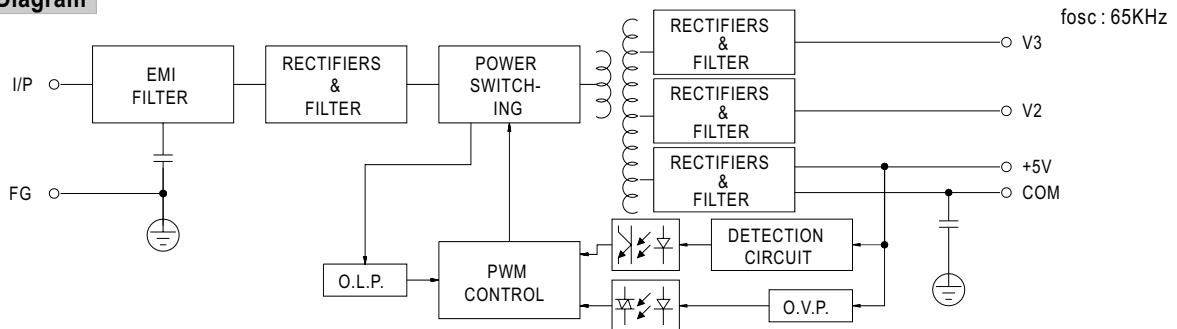 Diagram
fosc : 65KHz
I/P
EMI
FILTER
RECTIFIERS
&
FILTER
POWER
SWITCH-
ING
RECTIFIERS
&
FILTER
V3
RECTIFIERS
&
FILTER
V2
RECTIFIERS
&
FILTER
+5V
COM
FG
O.L.P.
PWM
CONTROL
DETECTION
CIRCUIT
O.V.P.